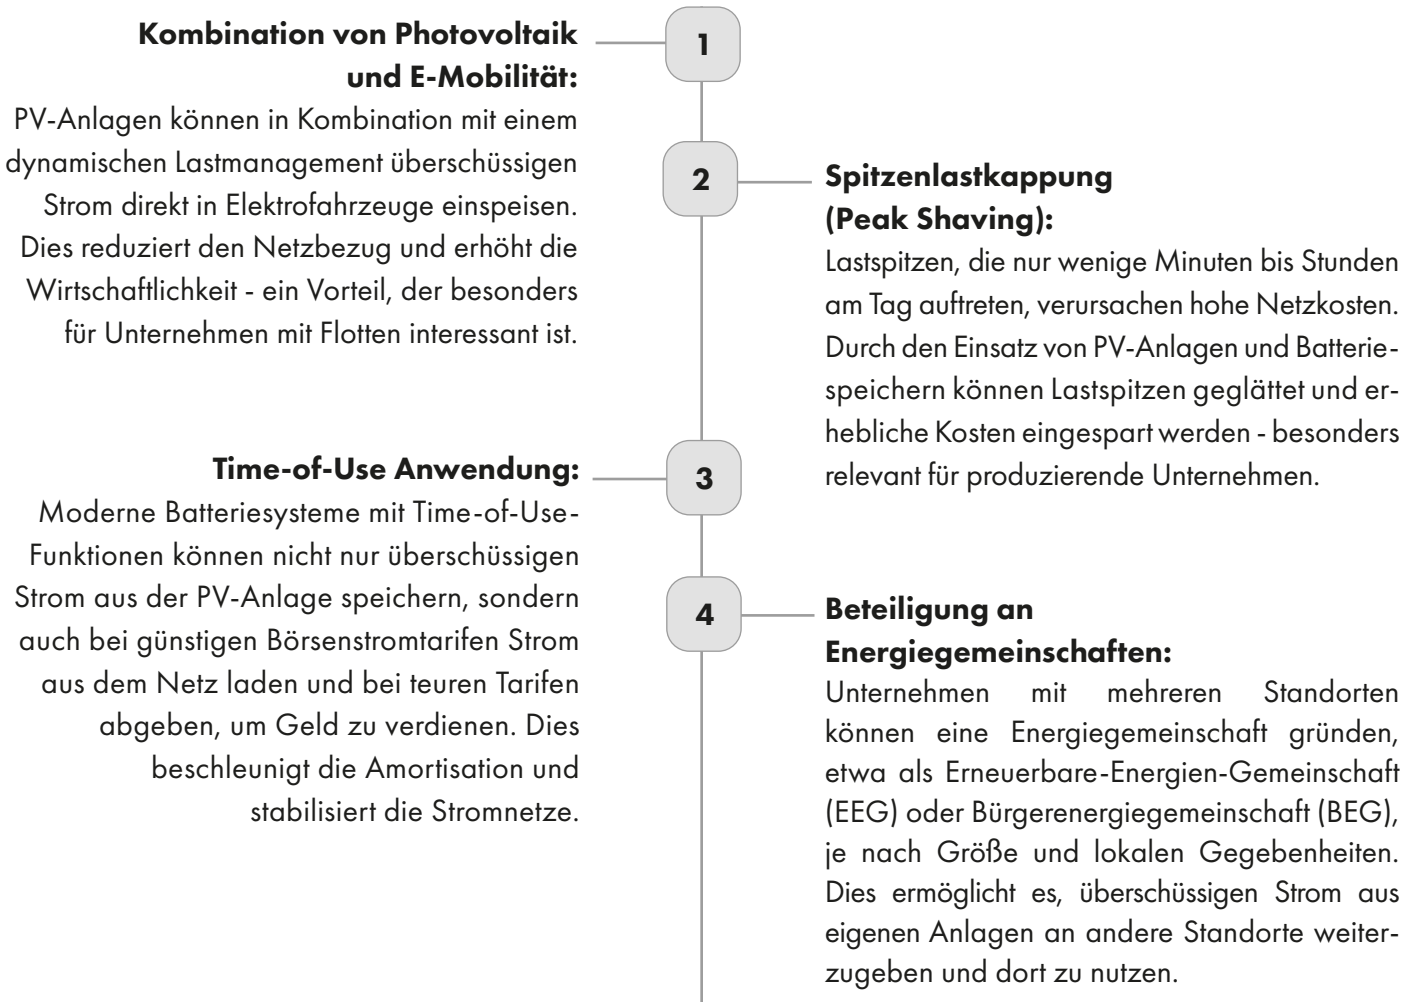 Kombination von Photovoltaik
und E-Mobilität:
PV-Anlagen können in Kombination mit einem
dynamischen Lastmanagement überschüssigen
Strom direkt in Elektrofahrzeuge einspeisen.
Dies reduziert den Netzbezug und erhöht die
Wirtschaftlichkeit - ein Vorteil, der besonders
für Unternehmen mit Flotten interessant ist.
1
2
Spitzenlastkappung
(Peak Shaving):
Lastspitzen, die nur wenige Minuten bis Stunden
am Tag auftreten, verursachen hohe Netzkosten.
Durch den Einsatz von PV-Anlagen und Batterie-
speichern können Lastspitzen geglättet und er-
hebliche Kosten eingespart werden - besonders
relevant für produzierende Unternehmen.
Time-of-Use Anwendung:
Moderne Batteriesysteme mit Time-of-Use-
Funktionen können nicht nur überschüssigen
Strom aus der PV-Anlage speichern, sondern
auch bei günstigen Börsenstromtarifen Strom
aus dem Netz laden und bei teuren Tarifen
abgeben, um Geld zu verdienen. Dies
beschleunigt die Amortisation und
stabilisiert die Stromnetze.
3
4
Beteiligung an
Energiegemeinschaften:
Unternehmen mit mehreren Standorten
können eine Energiegemeinschaft gründen,
etwa als Erneuerbare-Energien-Gemeinschaft
(EEG) oder Bürgerenergiegemeinschaft (BEG),
je nach Größe und lokalen Gegebenheiten.
Dies ermöglicht es, überschüssigen Strom aus
eigenen Anlagen an andere Standorte weiter-
zugeben und dort zu nutzen.